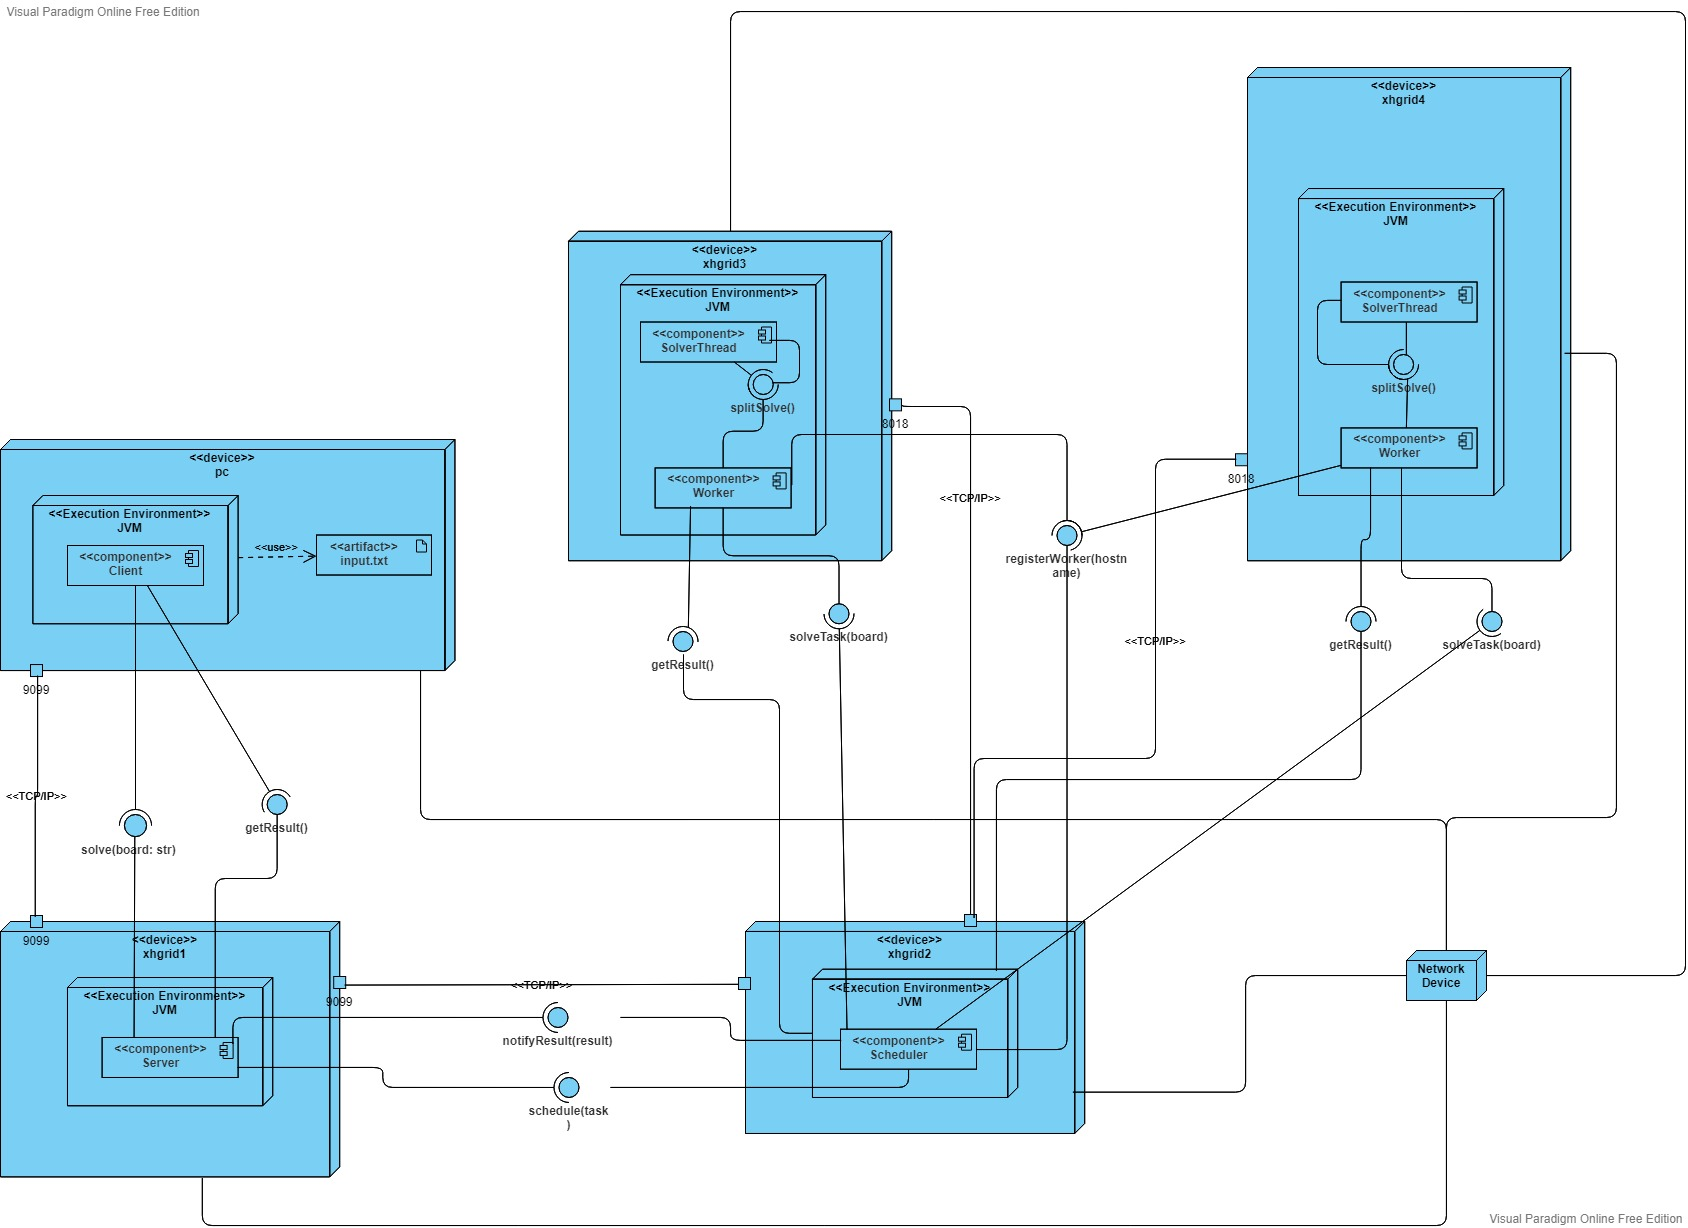 Visual Paradigm Online Free Edition
<<device>>
xhgrid4
<<Execution Environment>>
JVM
<<component>>
SolverThread
splitSolve()
<<component>>
Worker
8018
<<device>>
xhgrid3
<<Execution Environment>>
JVM
<<component>>
SolverThread
splitSolve()
<<component>>
Worker
8018
<<TCP/IP>>
registerWorker(hostn
ame)
<<TCP/IP>>
getResult()
solveTask(board)
getResult()
solveTask(board)
<<device>>
pc
<<Execution Environment>>
JVM
<<component>>
Client
<<use>>
<<artifact>>
input.txt
9099
<<TCP/IP>>
solve(board: str)
getResult()
9099
<<device>>
xhgrid1
<<Execution Environment>>
JVM
<<component>>
Server
9099
<<TCP/IP>>
notifyResult(result)
schedule(task
)
<<device>>
xhgrid2
<<Execution Environment>>
JVM
<<component>>
Scheduler
Network
Device
Visual Paradigm Online Free Edition